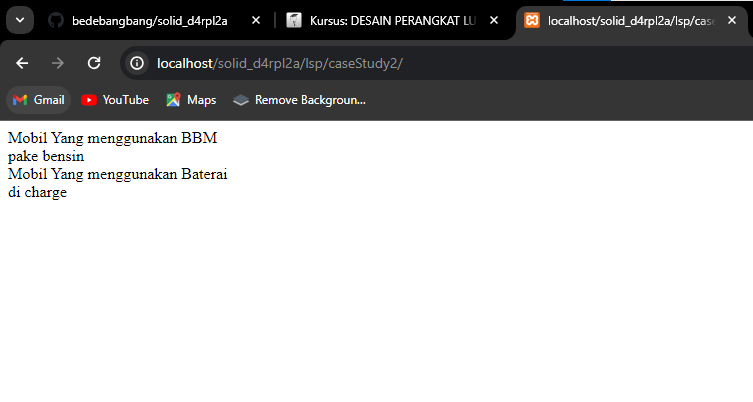 bedebangbang/solid_d4rpl2a
Kursus: DESAIN PERANGKAT LU
localhost/solid_d4rpl2a/lsp/case
localhost/solid_d4rpl2a/lsp/caseStudy2/
Gmail
YouTube
Maps
Remove Backgroun...
Mobil Yang menggunakan BBM
pake bensin
Mobil Yang menggunakan Baterai
di charge